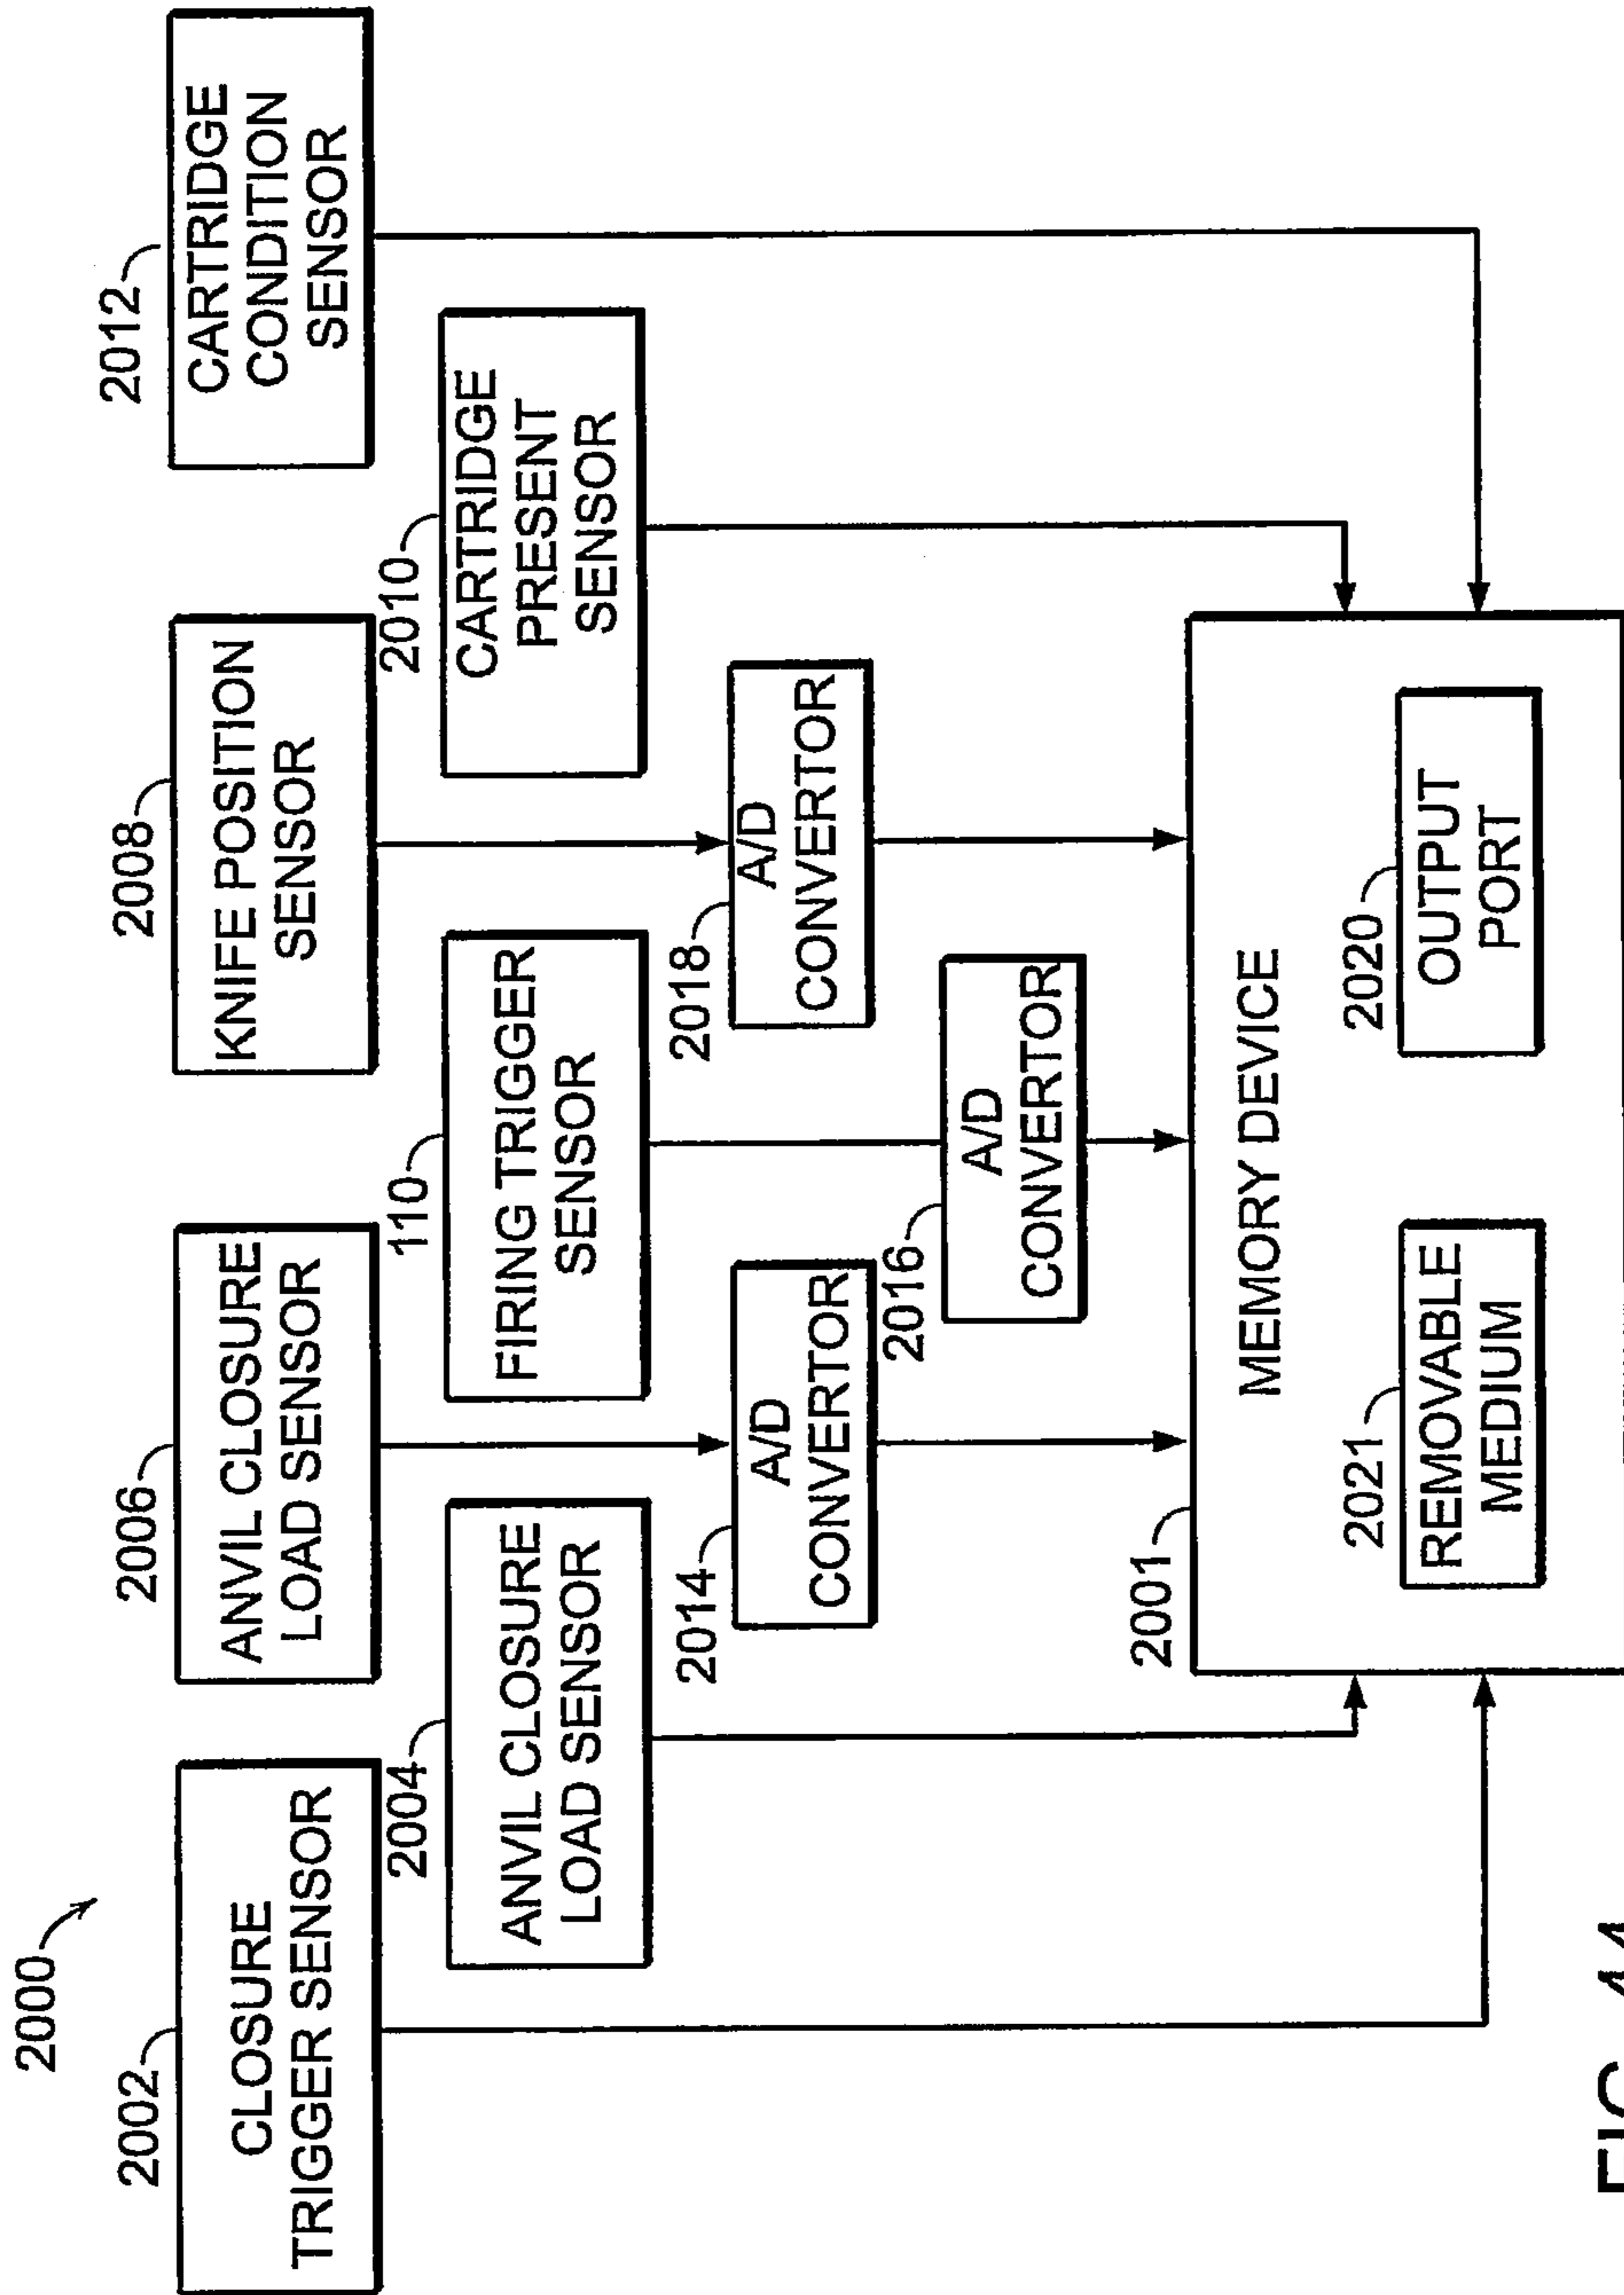 2000
2002
CLOSURE
TRIGGER SENSOR
2006
ANVIL CLOSURE
LOAD SENSOR
2008
KNIFE POSITION
SENSOR
2012
CARTRIDGE
CONDITION
SENSOR
2004
ANVIL CLOSURE
LOAD SENSOR
110
FIRING TRIGGER
SENSOR
2010
CARTRIDGE
PRESENT
SENSOR
2014
A/D
CONVERTOR
2018
A/D
CONVERTOR
2016
A/D
CONVERTOR
2001
MEMORY DEVICE
2021
REMOVABLE
MEDIUM
2020
OUTPUT
PORT
FIG. 44